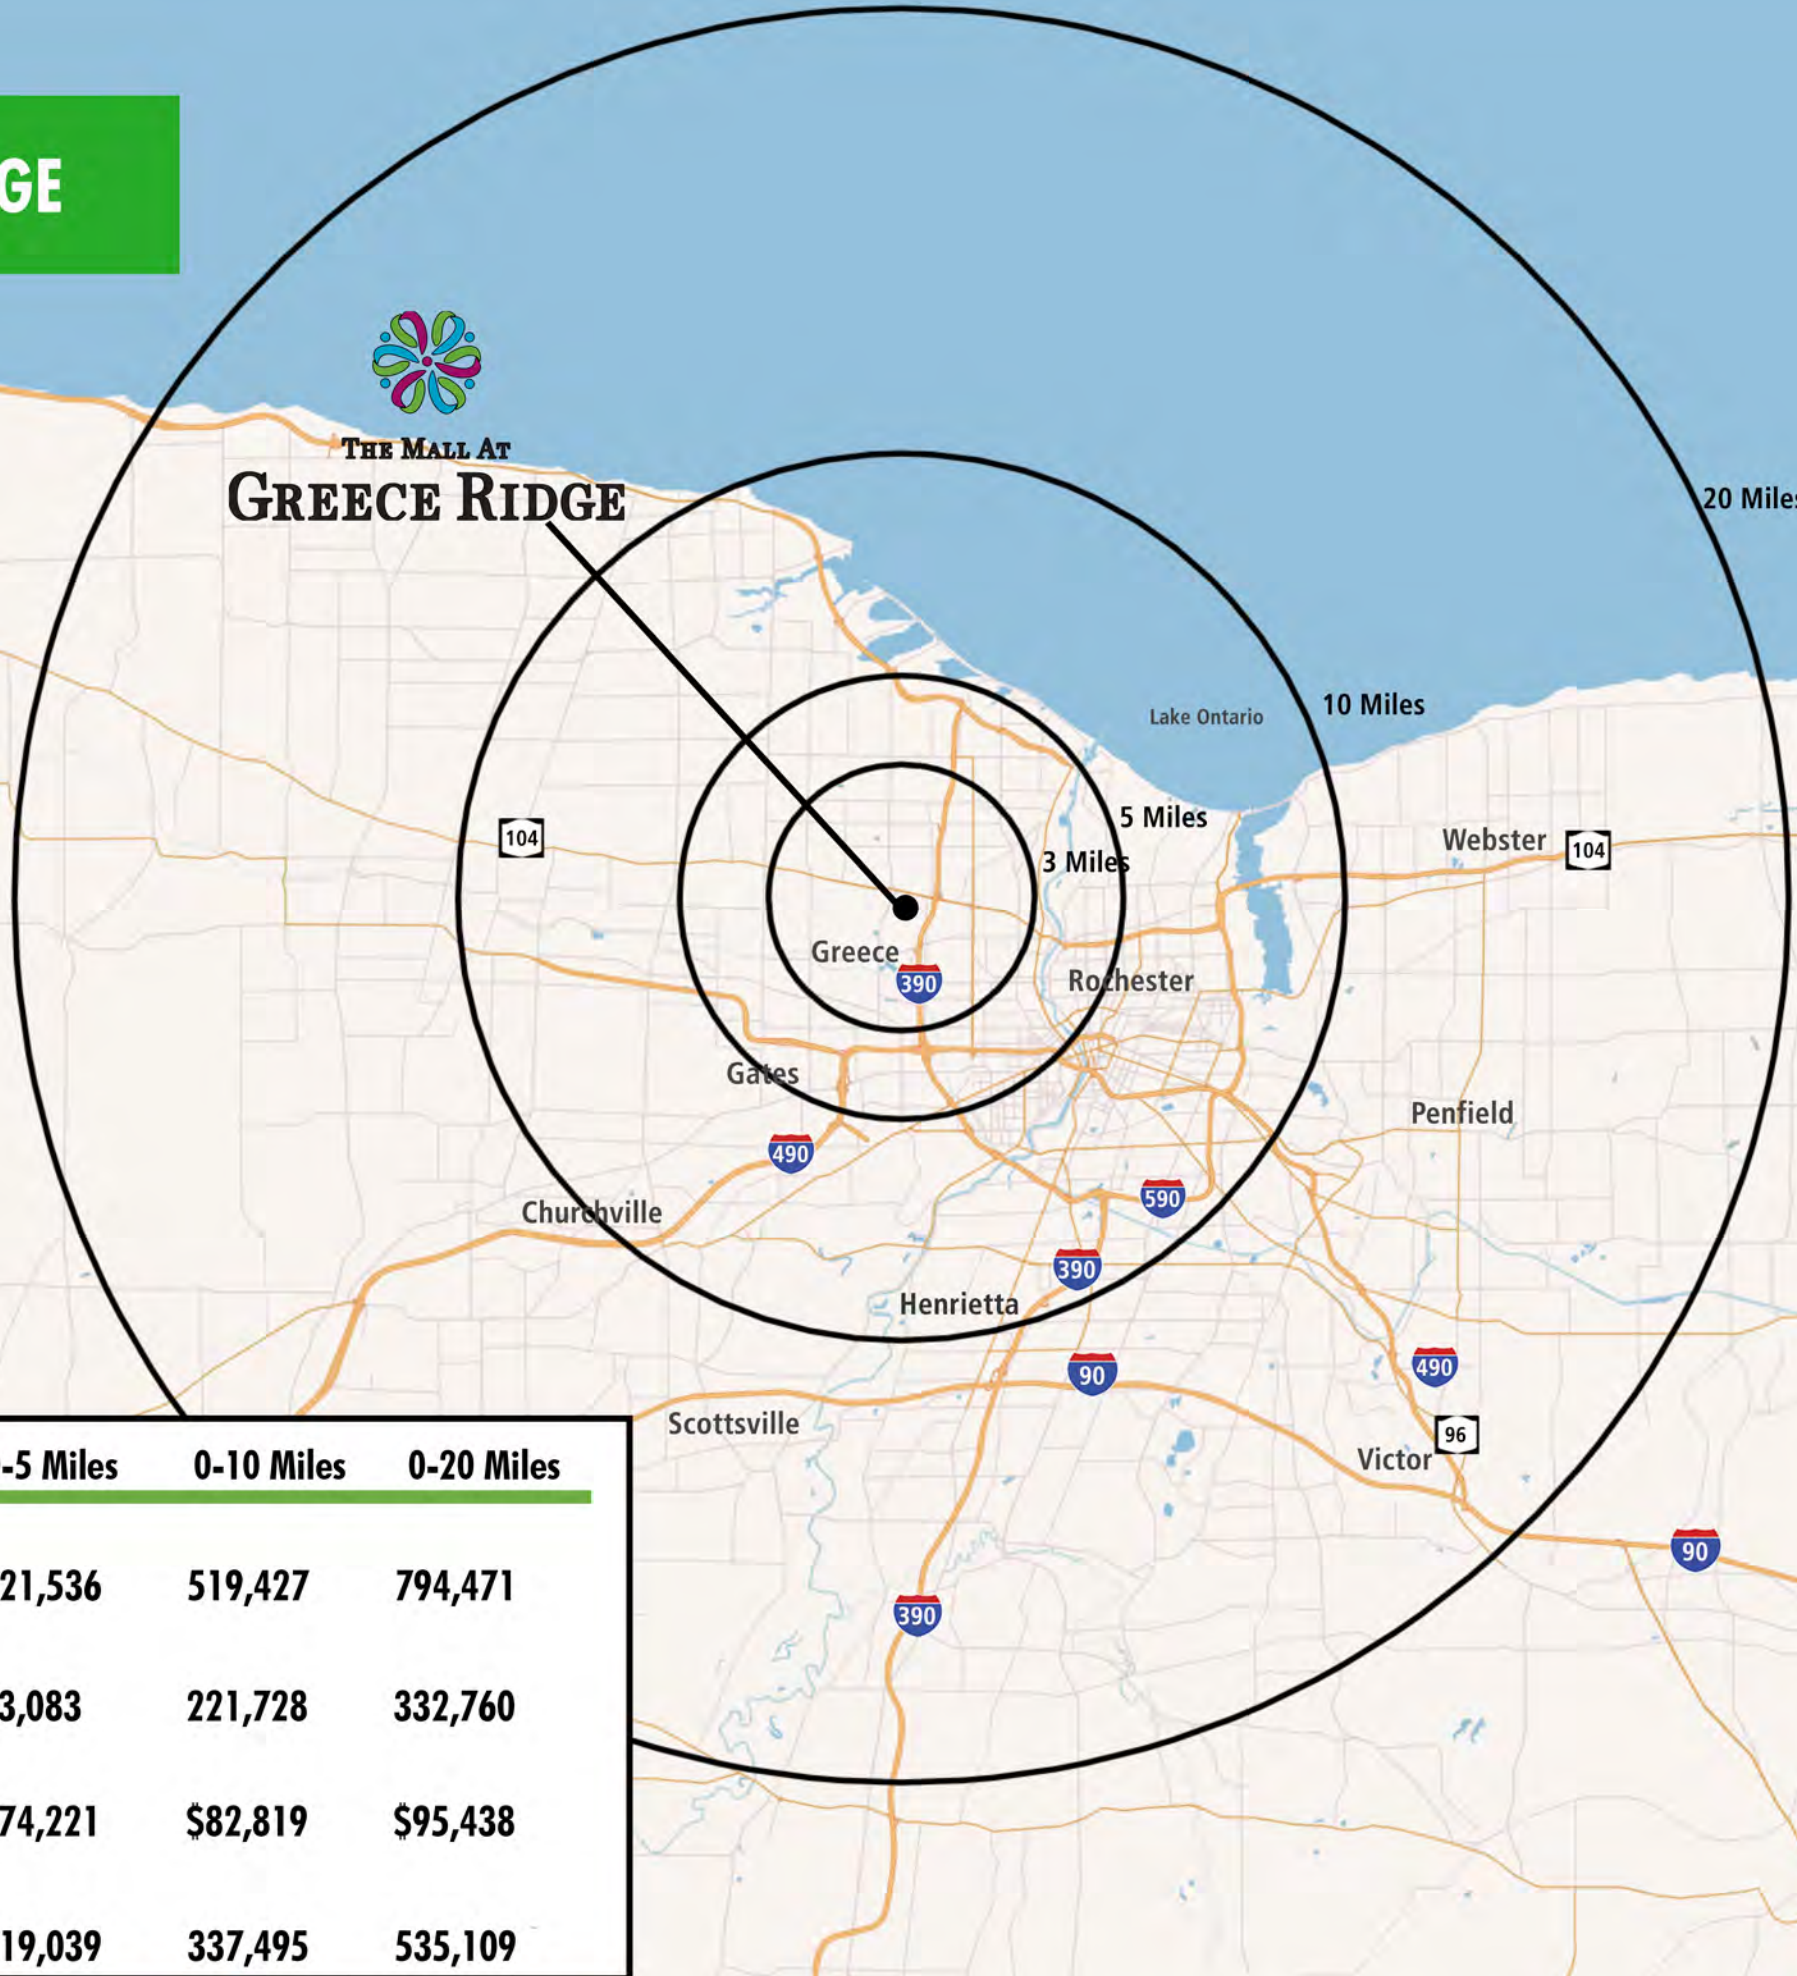 GE
THE MALL AT
GREECE RIDGE
20 Miles
10 Miles
Lake Ontario
5 Miles
3 Miles
104
Webster
104
Greece
390
Rochester
Gates
Penfield
490
590
Churchville
390
Henrietta
90
490
Scottsville
96
Victor
-5 Miles 0-10 Miles 0-20 Miles
90
21,536 519,427 794,471
390
3,083 221,728 332,760
74,221 $82,819 $95,438
19,039 337,495 535,109